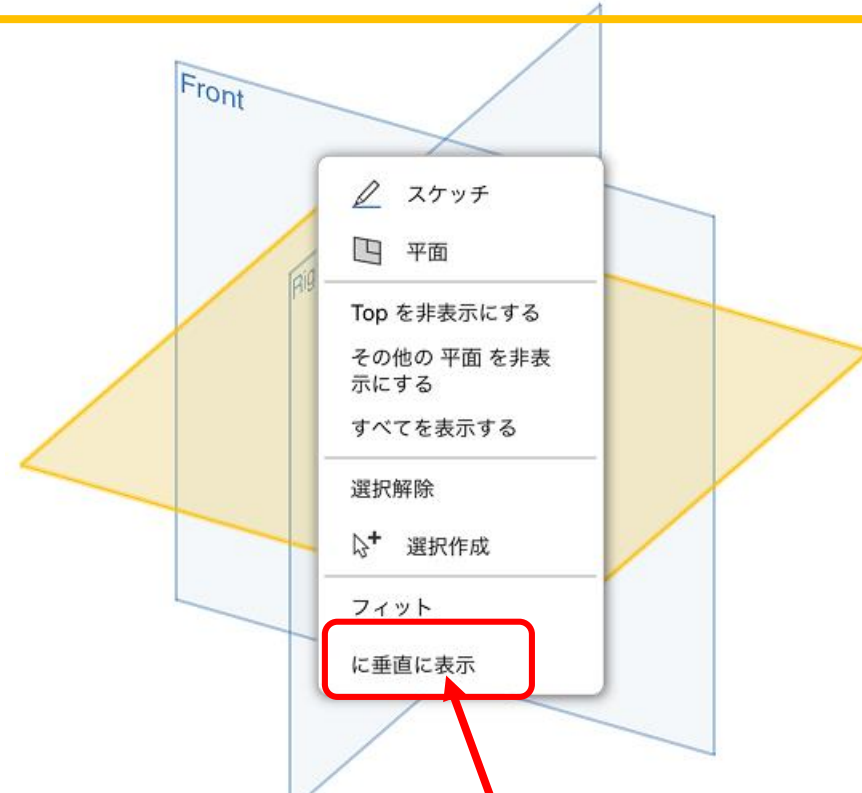 Front
Rig
スケッチ
平面
Top を非表示にする
その他の 平面 を非表
示にする
すべてを表示する
選択解除
選択作成
フィット
に垂直に表示